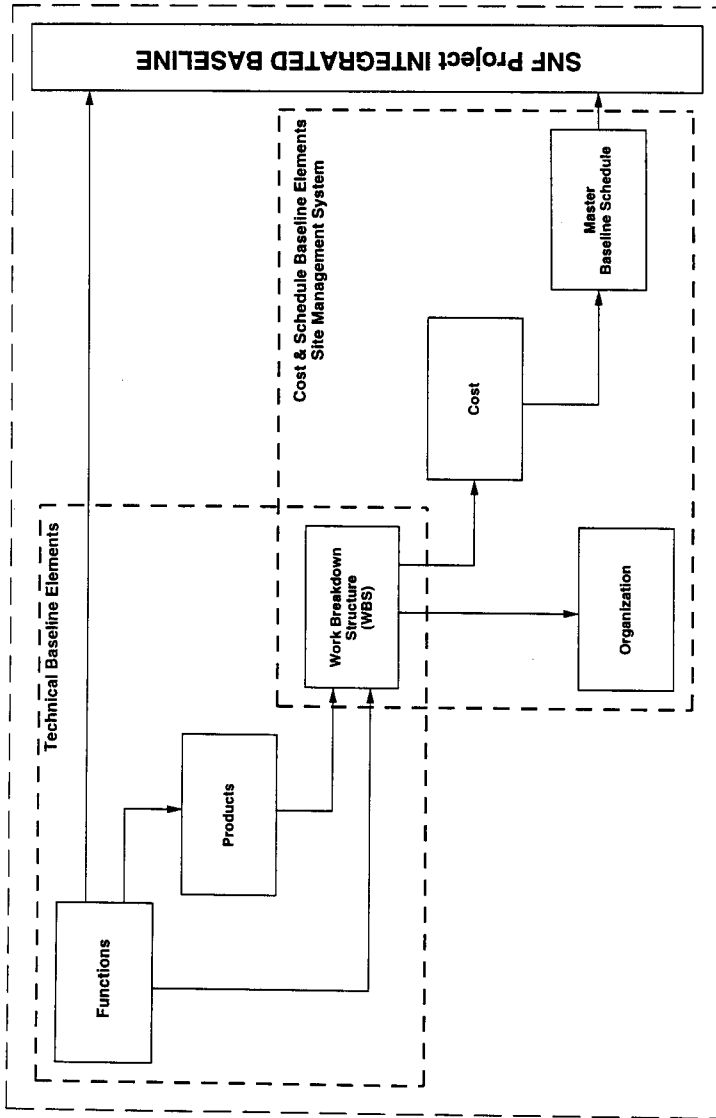 Technical Baseline Elements
Functions
Products
Work Breakdown
Structure
(WBS)
Cost & Schedule Baseline Elements
Site Management System
Organization
Cost
Master
Baseline Schedule
SNF Project INTEGRATED BASELINE